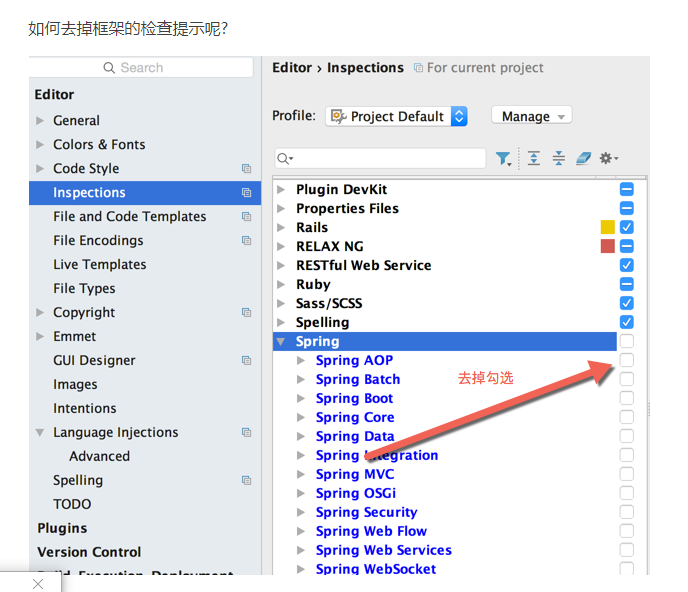 如何去掉框架的检查提示呢?
Search
Editor › Inspections For current project
Editor
General
Colors & Fonts
Code Style
Inspections
File and Code Templates
File Encodings
Live Templates
File Types
Copyright
Emmet
GUI Designer
Images
Intentions
Language Injections
Advanced
Spelling
TODO
Plugins
Version Control
Build, Execution, Deployment
Profile: Project Default Manage
Plugin DevKit
Properties Files
Rails
RELAX NG
RESTful Web Service
Ruby
Sass/SCSS
Spelling
Spring
Spring AOP
Spring Batch
去掉勾选
Spring Boot
Spring Core
Spring Data
Spring Integration
Spring MVC
Spring OSGi
Spring Security
Spring Web Flow
Spring Web Services
Spring WebSocket